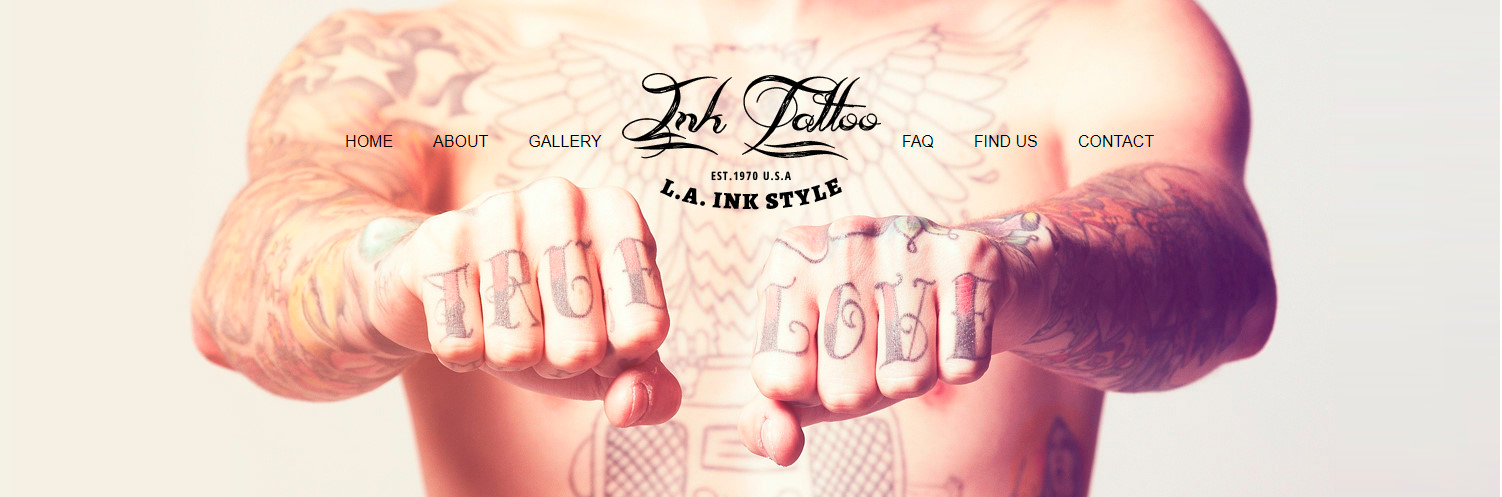 Ink Tattoo
HOME ABOUT GALLERY FAQ FIND US CONTACT
EST.1970 U.S.A
L.A. INK STYLE
TRUE LOVE